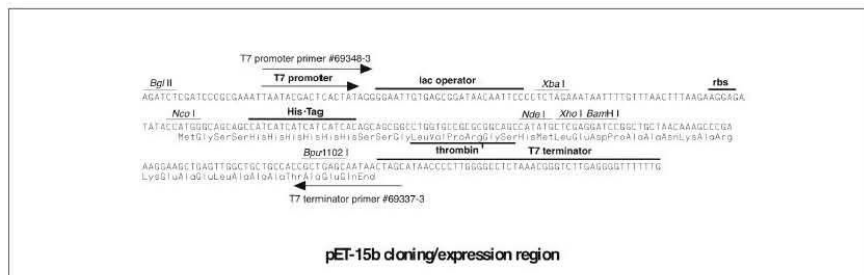 T7 promoter primer #69348-3
Bgl II T7 promoter lac operator Xba I rbs
AGATCTCGATCCCGCGAAATTAATACGACTCACTATAGGGGAATTGTGAGCGGATAACAATTCCCCTCTAGAAATAATTTTGTTTAACTTTAAGAAGGAGA
Nco I His-Tag Nde I Xho I BamH I
TATACCATGGGCAGCAGCCATCATCATCATCATCACAGCAGCGGCCTGGTGCCGCGCGGCAGCCATATGCTCGAGGATCCGGCTGCTAACAAAGCCCGA
MetGlySerSerHisHisHisHisHisHisSerSerGlyLeuValProArgGlySerHisMetLeuGluAspProAlaAlaAsnLysAlaArg
thrombin
Bpu1102 I T7 terminator
AAGGAAGCTGAGTTGGCTGCTGCCACCGCTGAGCAATAACTAGCATAACCCCTTGGGGCCTCTAAACGGGTCTTGAGGGGTTTTTTG
LysGluAlaGluLeuAlaAlaAlaThrAlaGluGlnEnd
T7 terminator primer #69337-3
pET-15b cloning/expression region